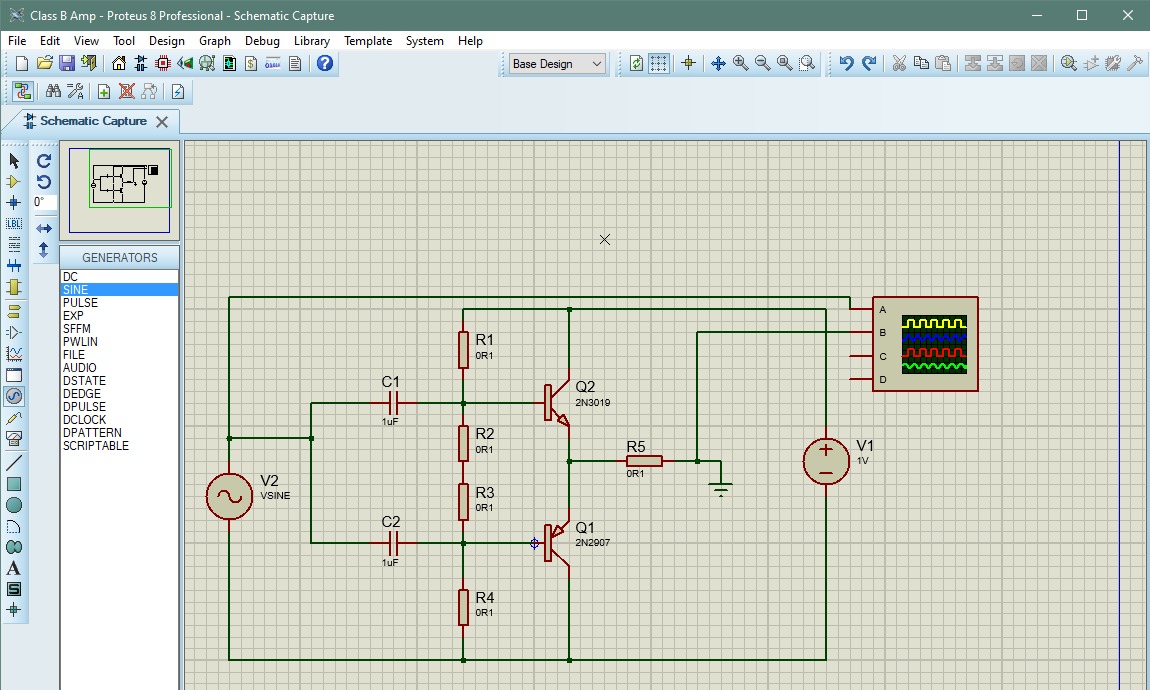 Class B Amp - Proteus 8 Professional - Schematic Capture
File Edit View Tool Design Graph Debug Library Template System Help
Base Design
Schematic Capture
LBL
0°
GENERATORS
DC
SINE
PULSE
EXP
SFFM
PWLIN
FILE
AUDIO
DSTATE
DEDGE
DPULSE
DCLOCK
DPATTERN
SCRIPTABLE
A
S
V2
VSINE
C1
1uF
C2
1uF
R1
0R1
R2
0R1
R3
0R1
R4
0R1
Q2
2N3019
Q1
2N2907
R5
0R1
V1
1V
A
B
C
D